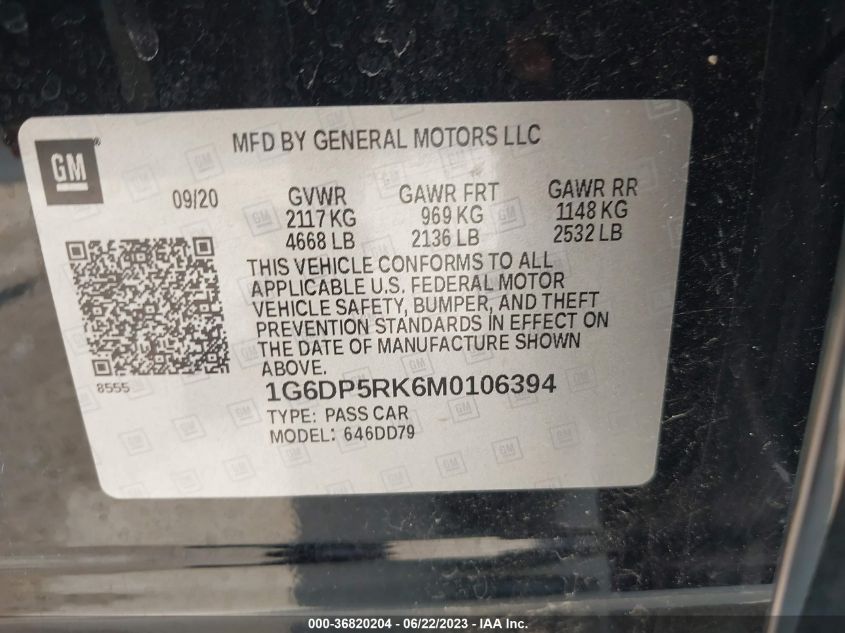 MFD BY GENERAL MOTORS LLC
GM
09/20 GVWR GAWR FRT GAWR RR
2117 KG 969 KG 1148 KG
4668 LB 2136 LB 2532 LB
THIS VEHICLE CONFORMS TO ALL
APPLICABLE U.S. FEDERAL MOTOR
VEHICLE SAFETY, BUMPER, AND THEFT
PREVENTION STANDARDS IN EFFECT ON
THE DATE OF MANUFACTURE SHOWN
ABOVE.
8555
1G6DP5RK6M0106394
TYPE: PASS CAR
MODEL: 646DD79
000-36820204 - 06/22/2023 - IAA Inc.